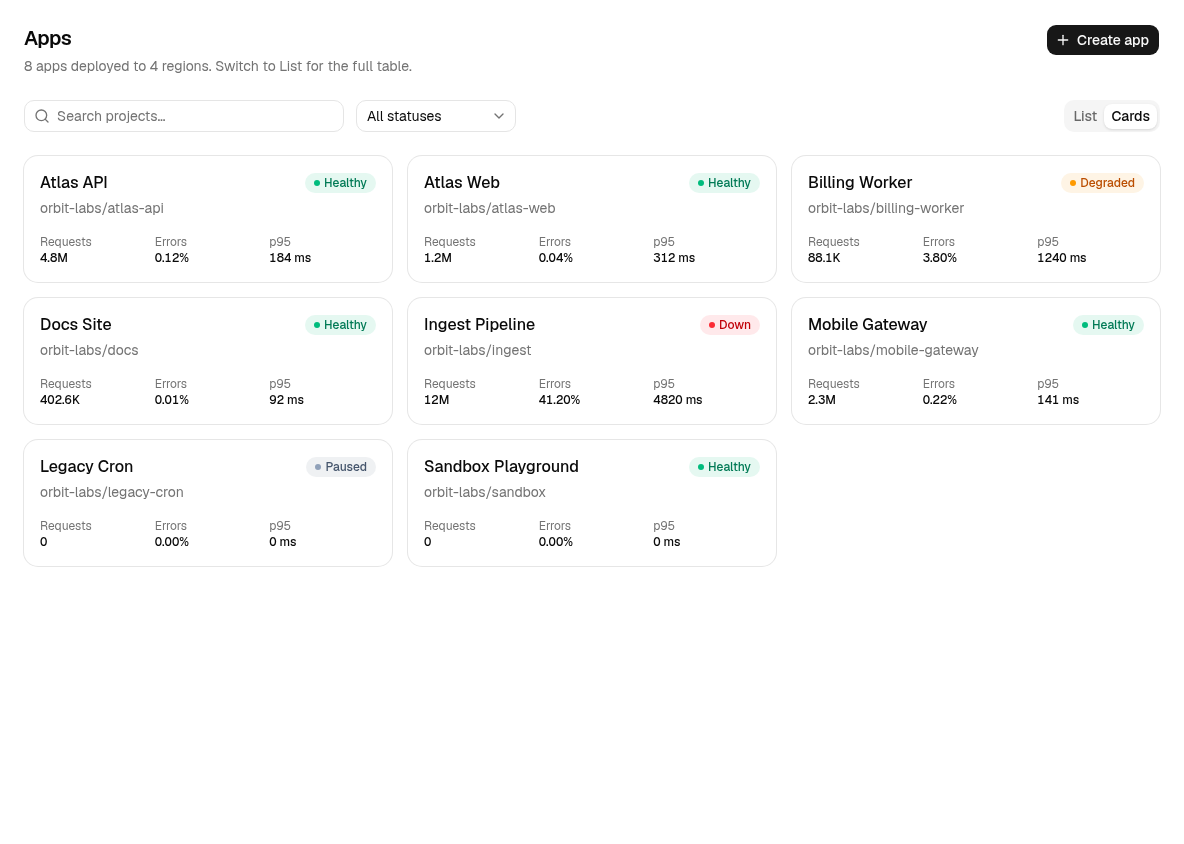 Apps
8 apps deployed to 4 regions. Switch to List for the full table.
Create app
Search projects...
All statuses
List
Cards
Atlas API
Healthy
orbit-labs/atlas-api
Requests Errors p95
4.8M 0.12% 184 ms
Atlas Web
Healthy
orbit-labs/atlas-web
Requests Errors p95
1.2M 0.04% 312 ms
Billing Worker
Degraded
orbit-labs/billing-worker
Requests Errors p95
88.1K 3.80% 1240 ms
Docs Site
Healthy
orbit-labs/docs
Requests Errors p95
402.6K 0.01% 92 ms
Ingest Pipeline
Down
orbit-labs/ingest
Requests Errors p95
12M 41.20% 4820 ms
Mobile Gateway
Healthy
orbit-labs/mobile-gateway
Requests Errors p95
2.3M 0.22% 141 ms
Legacy Cron
Paused
orbit-labs/legacy-cron
Requests Errors p95
0 0.00% 0 ms
Sandbox Playground
Healthy
orbit-labs/sandbox
Requests Errors p95
0 0.00% 0 ms